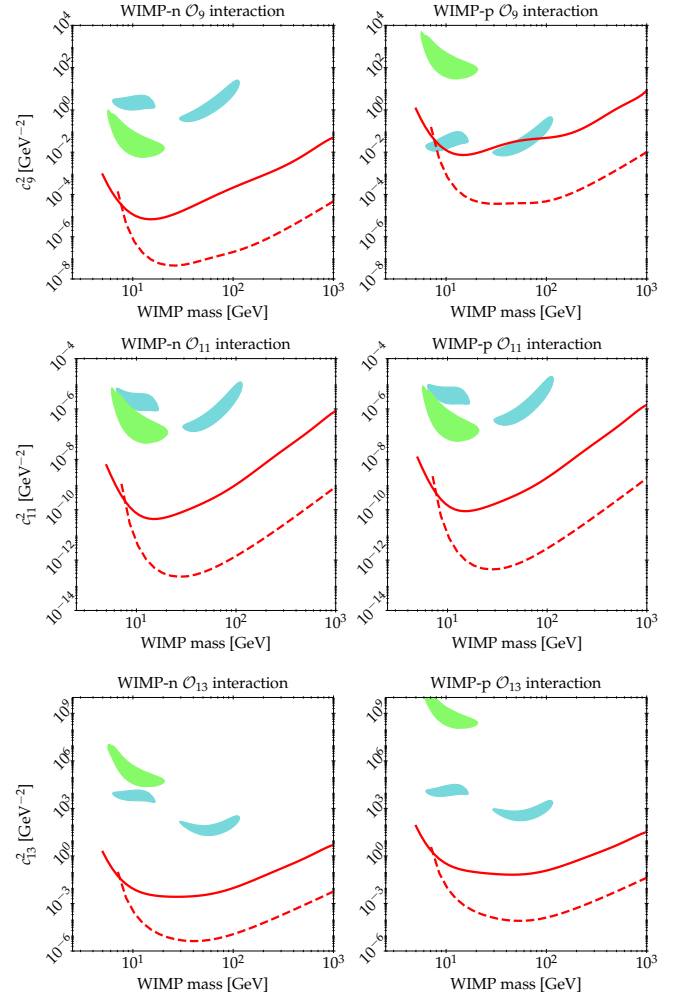 WIMP-n 𝒪₉ interaction
WIMP-p 𝒪₉ interaction
c₉² [GeV⁻²]
10⁴
10²
10⁰
10⁻²
10⁻⁴
10⁻⁶
10⁻⁸
10⁴
10²
10⁰
10⁻²
10⁻⁴
10⁻⁶
10⁻⁸
10¹ 10² 10³
10¹ 10² 10³
WIMP mass [GeV]
WIMP mass [GeV]
WIMP-n 𝒪₁₁ interaction
WIMP-p 𝒪₁₁ interaction
c₁₁² [GeV⁻²]
10⁻⁴
10⁻⁶
10⁻⁸
10⁻¹⁰
10⁻¹²
10⁻¹⁴
10⁻⁴
10⁻⁶
10⁻⁸
10⁻¹⁰
10⁻¹²
10⁻¹⁴
10¹ 10² 10³
10¹ 10² 10³
WIMP mass [GeV]
WIMP mass [GeV]
WIMP-n 𝒪₁₃ interaction
WIMP-p 𝒪₁₃ interaction
c₁₃² [GeV⁻²]
10⁹
10⁶
10³
10⁰
10⁻³
10⁻⁶
10⁹
10⁶
10³
10⁰
10⁻³
10⁻⁶
10¹ 10² 10³
10¹ 10² 10³
WIMP mass [GeV]
WIMP mass [GeV]